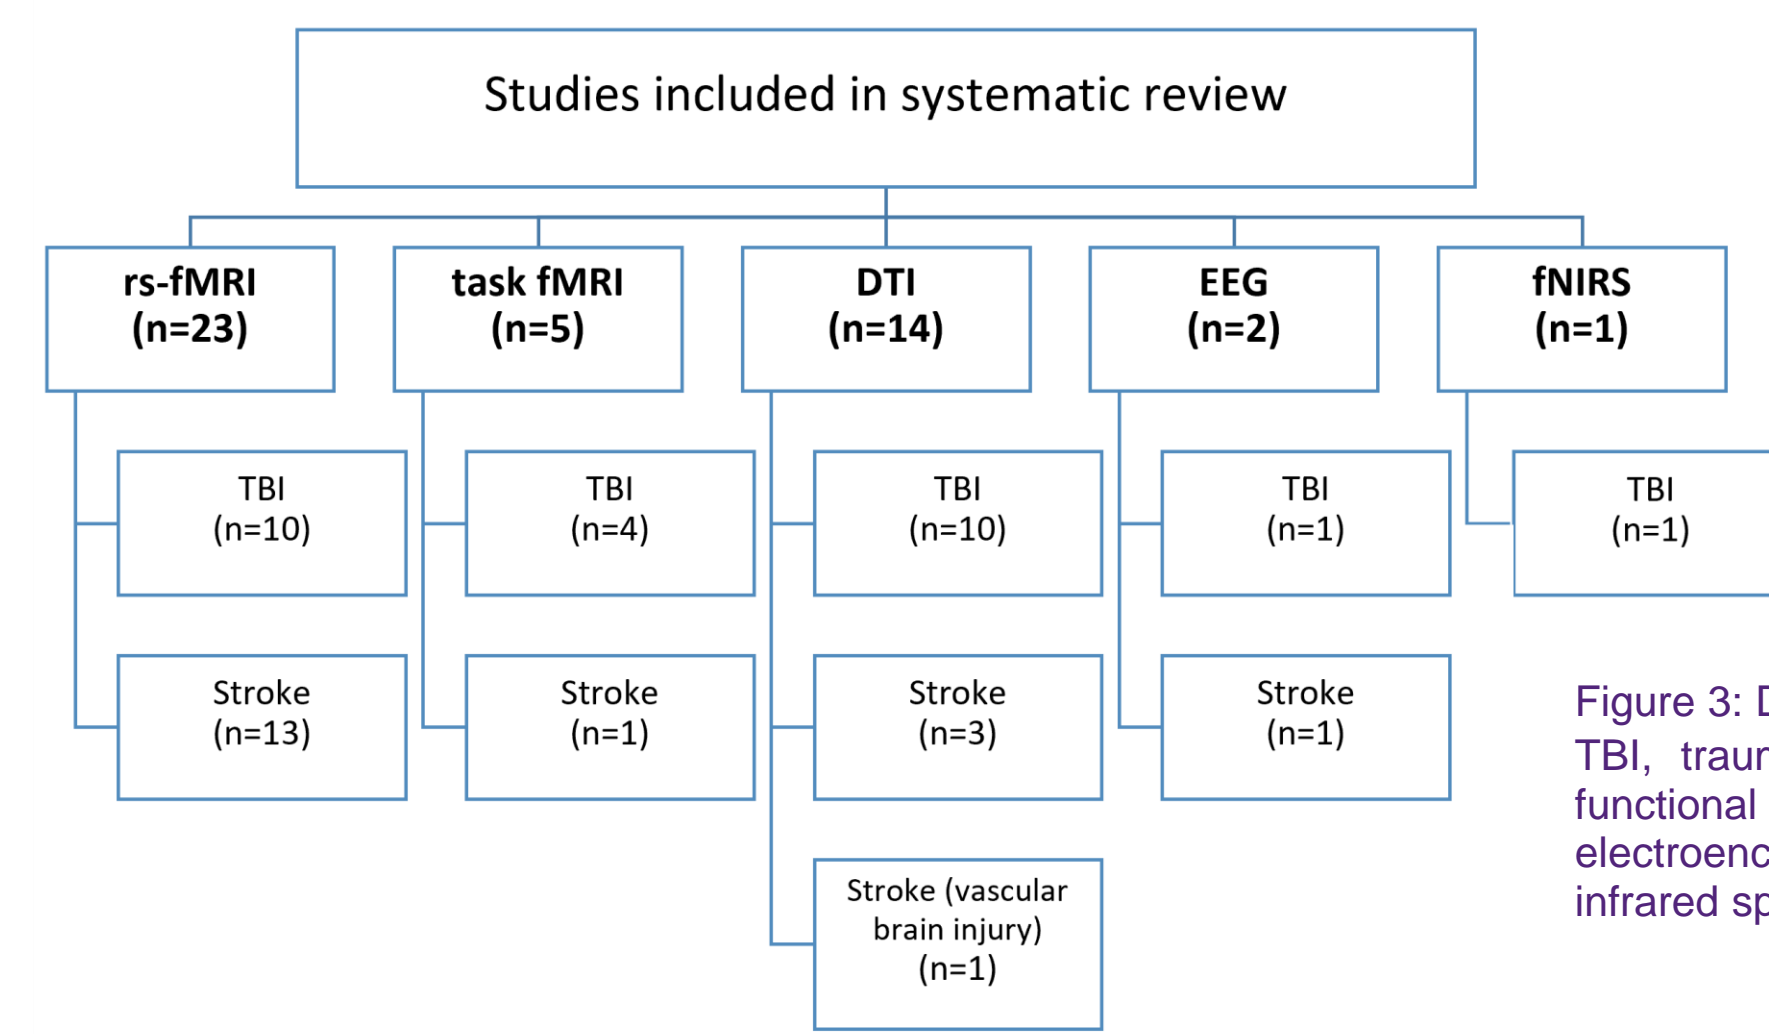 Studies included in systematic review
rs-fMRI
(n=23)
task fMRI
(n=5)
DTI
(n=14)
EEG
(n=2)
fNIRS
(n=1)
TBI
(n=10)
TBI
(n=4)
TBI
(n=10)
TBI
(n=1)
TBI
(n=1)
Stroke
(n=13)
Stroke
(n=1)
Stroke
(n=3)
Stroke
(n=1)
Stroke (vascular
brain injury)
(n=1)
Figure 3:
TBI,
functional
infrared